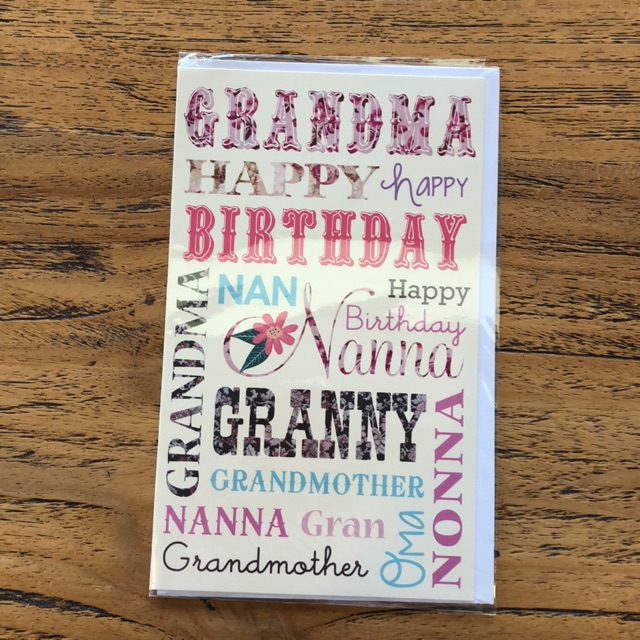 GRANDMA
HAPPY happy
BIRTHDAY
GRANDMA
NAN Happy
Birthday
Nanna
GRANNY
GRANDMOTHER
NANNA Gran
Grandmother
Oma
NONNA